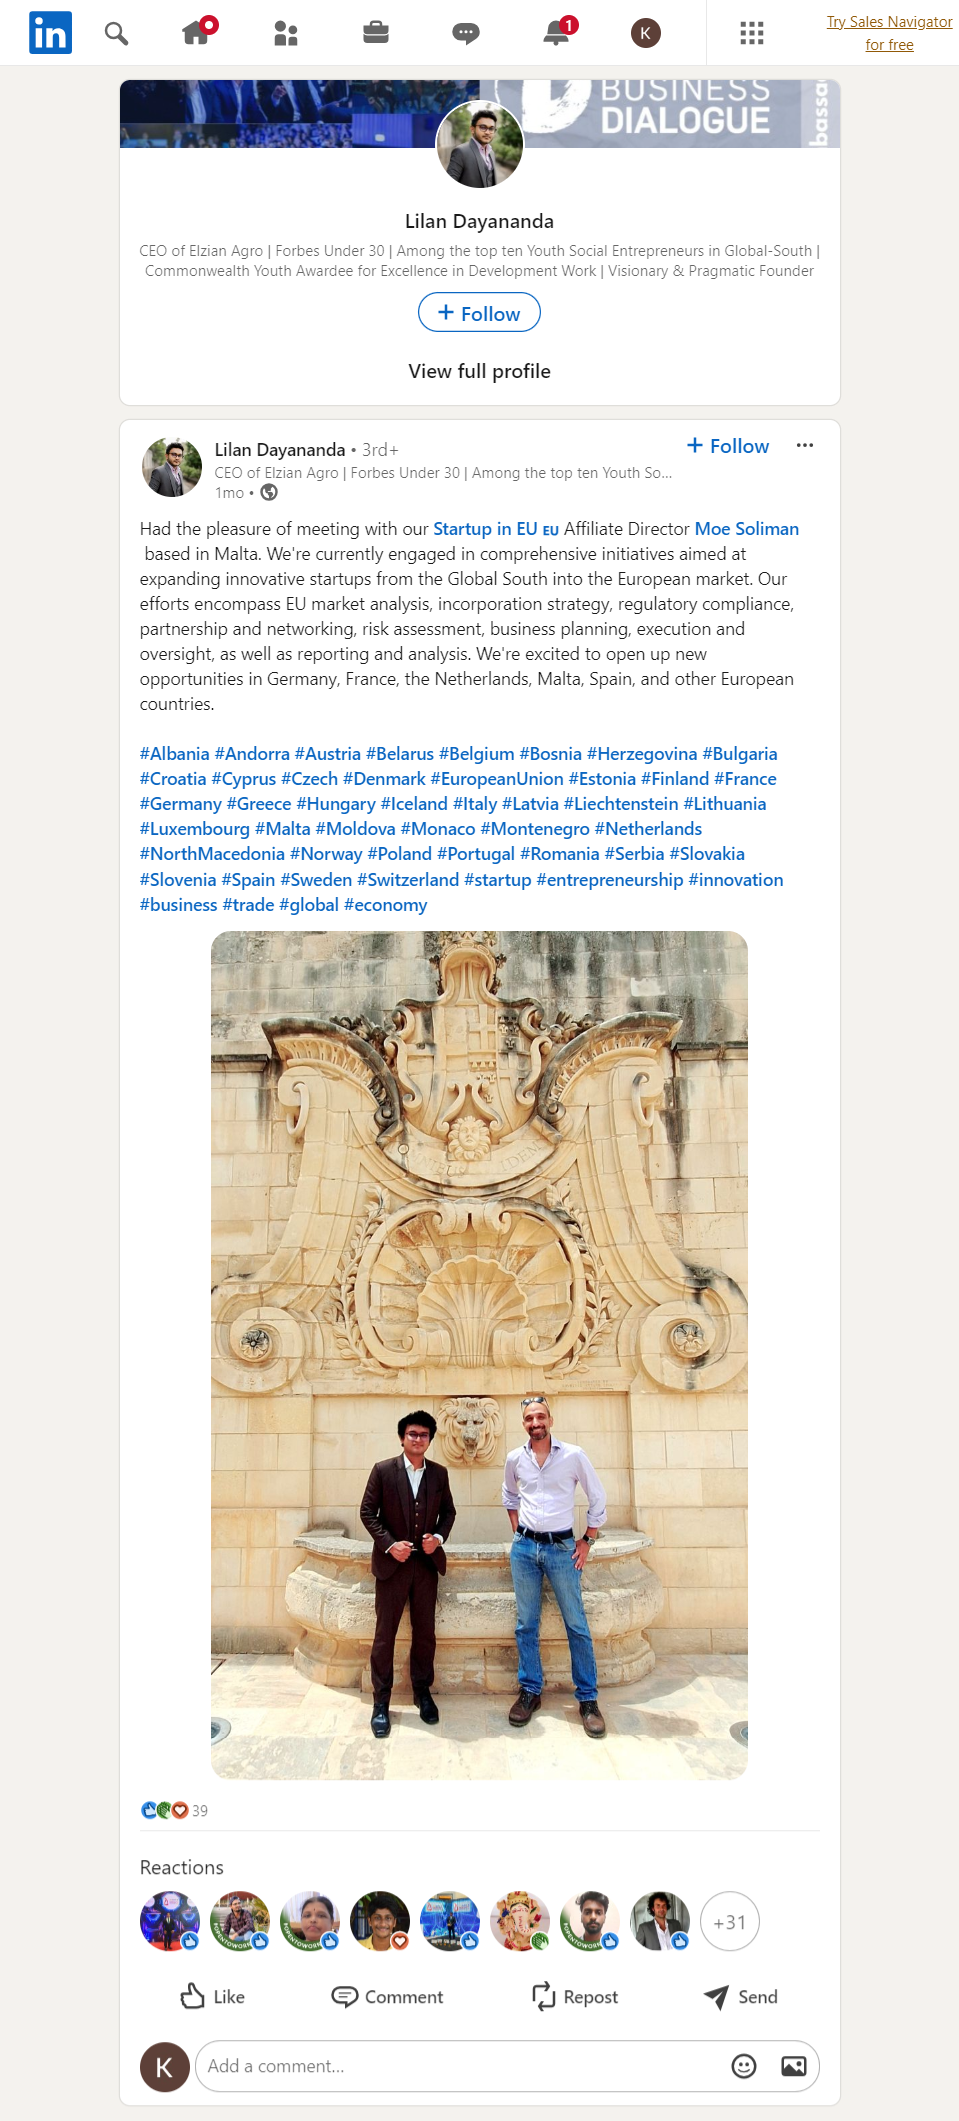 in
1
K
Try Sales Navigator
for free
BUSINESS
DIALOGUE
bassa
Lilan Dayananda
CEO of Elzian Agro | Forbes Under 30 | Among the top ten Youth Social Entrepreneurs in Global-South |
Commonwealth Youth Awardee for Excellence in Development Work | Visionary & Pragmatic Founder
+ Follow
View full profile
Lilan Dayananda • 3rd+
+ Follow
CEO of Elzian Agro | Forbes Under 30 | Among the top ten Youth So...
1mo •
Had the pleasure of meeting with our Startup in EU EU Affiliate Director Moe Soliman
based in Malta. We're currently engaged in comprehensive initiatives aimed at
expanding innovative startups from the Global South into the European market. Our
efforts encompass EU market analysis, incorporation strategy, regulatory compliance,
partnership and networking, risk assessment, business planning, execution and
oversight, as well as reporting and analysis. We're excited to open up new
opportunities in Germany, France, the Netherlands, Malta, Spain, and other European
countries.
#Albania #Andorra #Austria #Belarus #Belgium #Bosnia #Herzegovina #Bulgaria
#Croatia #Cyprus #Czech #Denmark #EuropeanUnion #Estonia #Finland #France
#Germany #Greece #Hungary #Iceland #Italy #Latvia #Liechtenstein #Lithuania
#Luxembourg #Malta #Moldova #Monaco #Montenegro #Netherlands
#NorthMacedonia #Norway #Poland #Portugal #Romania #Serbia #Slovakia
#Slovenia #Spain #Sweden #Switzerland #startup #entrepreneurship #innovation
#business #trade #global #economy
39
Reactions
+31
Like
Comment
Repost
Send
K
Add a comment...